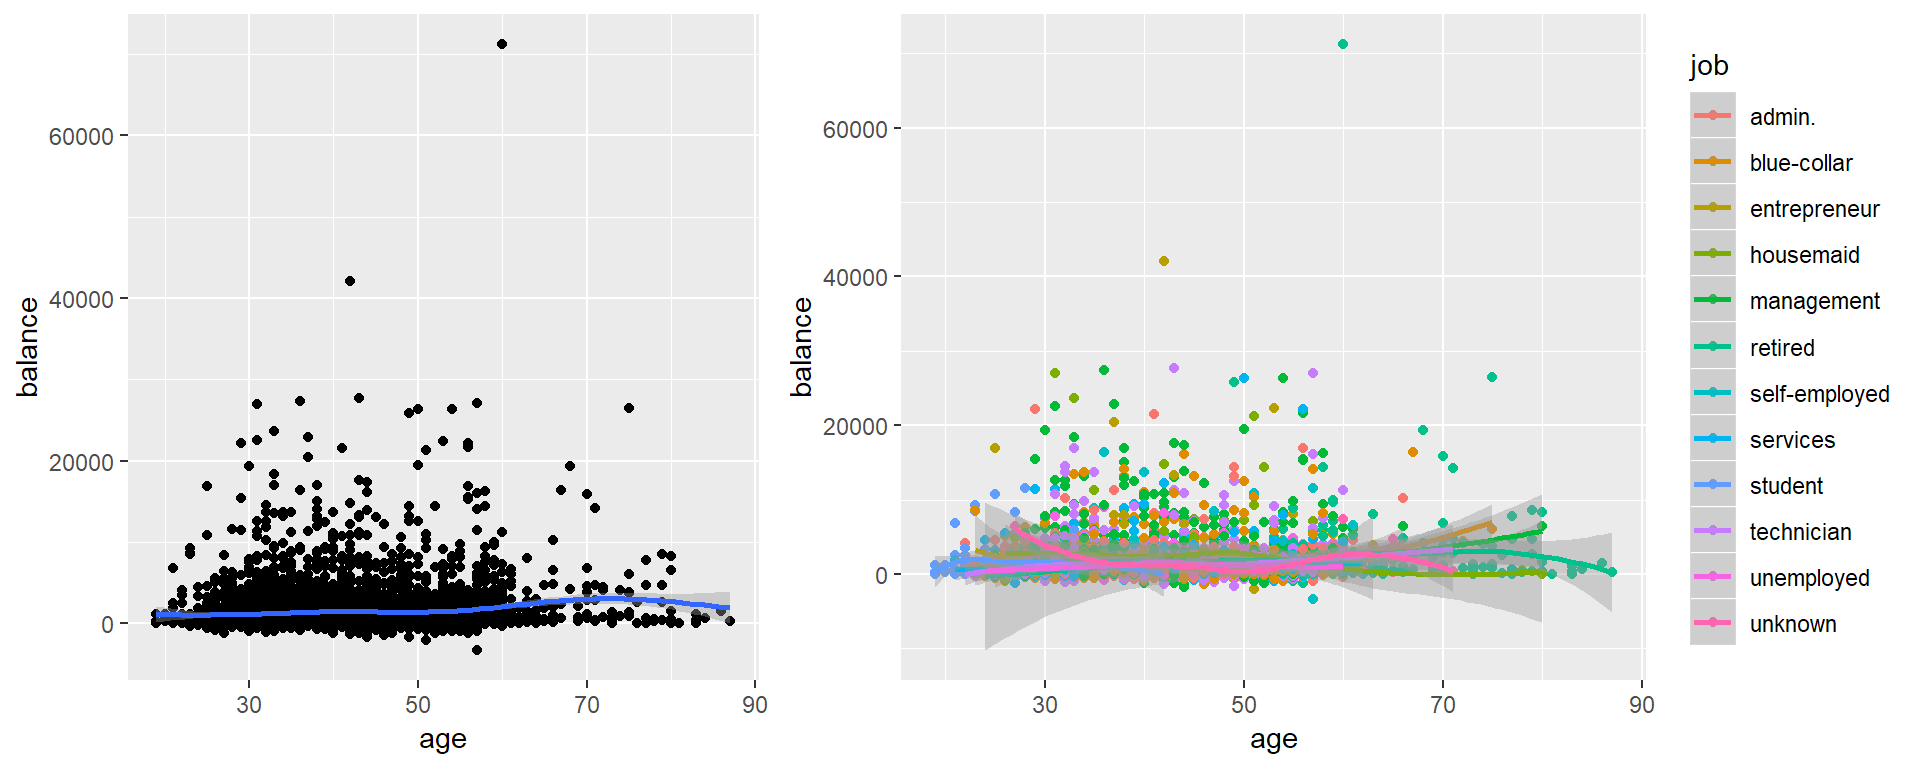 balance
60000
40000
20000
0
30 50 70 90
age
balance
60000
40000
20000
0
30 50 70 90
age
job
admin.
blue-collar
entrepreneur
housemaid
management
retired
self-employed
services
student
technician
unemployed
unknown